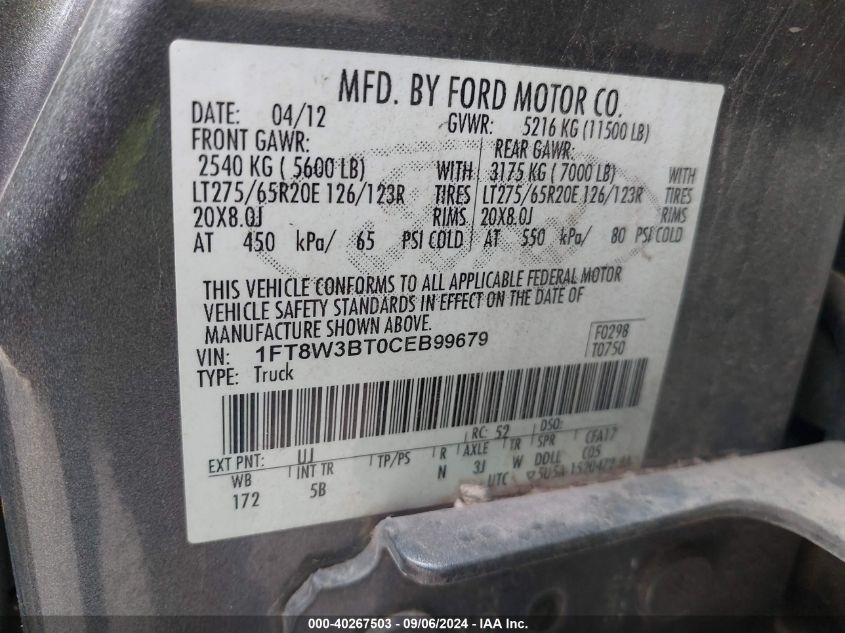 MFD. BY FORD MOTOR CO.
DATE: 04/12 GVWR: 5216 KG (11500 LB)
FRONT GAWR: REAR GAWR:
2540 KG ( 5600 LB) WITH 3175 KG ( 7000 LB) WITH
LT275/65R20E 126/123R TIRES LT275/65R20E 126/123R TIRES
20X8.0J RIMS 20X8.0J RIMS
AT 450 kPa/ 65 PSI COLD AT 550 kPa/ 80 PSI COLD
THIS VEHICLE CONFORMS TO ALL APPLICABLE FEDERAL MOTOR
VEHICLE SAFETY STANDARDS IN EFFECT ON THE DATE OF
MANUFACTURE SHOWN ABOVE.
VIN: 1FT8W3BT0CEB99679 F0298
TYPE: Truck T0750
EXT PNT: UJ RC: 52 DSO:
WB INT TR TP/PS R AXLE TR SPR CFA17
172 5B N 3J W DDLL C05
UTC
000-40267503 - 09/06/2024 - IAA Inc.